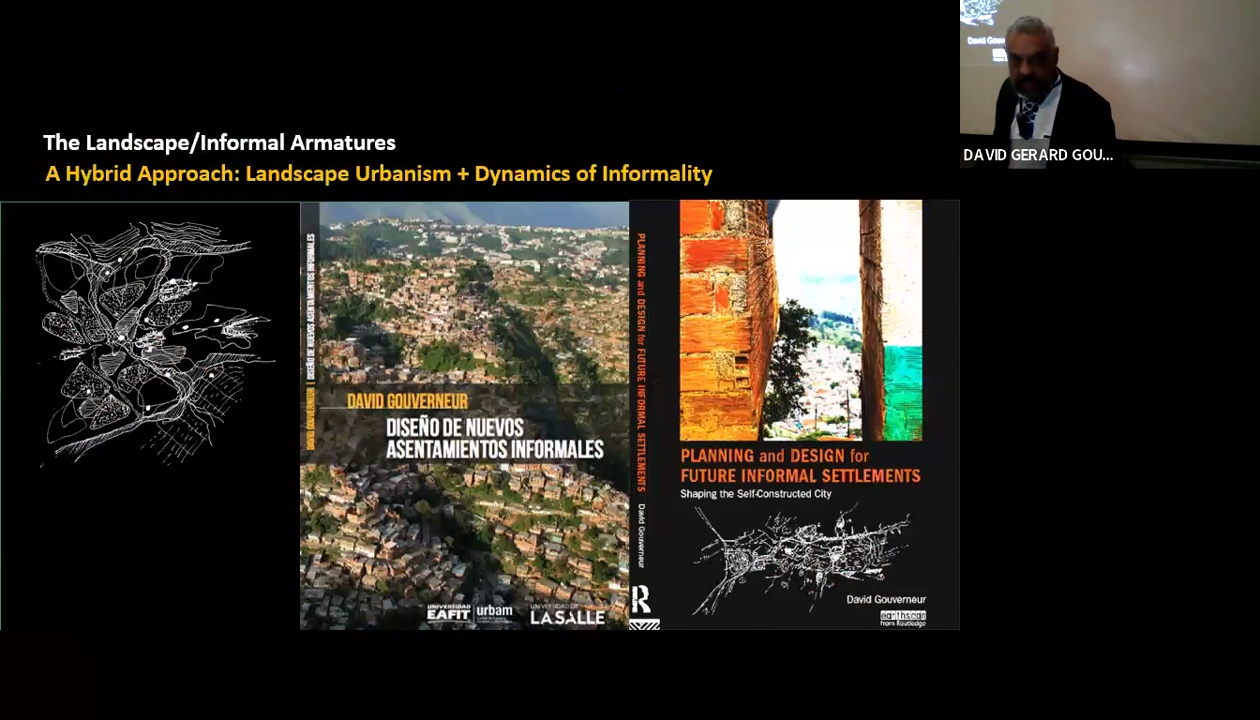 The Landscape/Informal Armatures
A Hybrid Approach: Landscape Urbanism + Dynamics of Informality
David Gouv
DAVID GERARD GOU...
DAVID GOUVERNEUR | DISEÑO DE NUEVOS ASENTAMIENTOS INFORMALES
DAVID GOUVERNEUR
DISEÑO DE NUEVOS
ASENTAMIENTOS INFORMALES
UNIVERSIDAD
EAFIT
urbam
UNIVERSIDAD DE
LA SALLE
PLANNING and DESIGN for FUTURE INFORMAL SETTLEMENTS David Gouverneur
R
PLANNING and DESIGN for
FUTURE INFORMAL SETTLEMENTS
Shaping the Self-Constructed City
David Gouverneur
earthscan
from Routledge